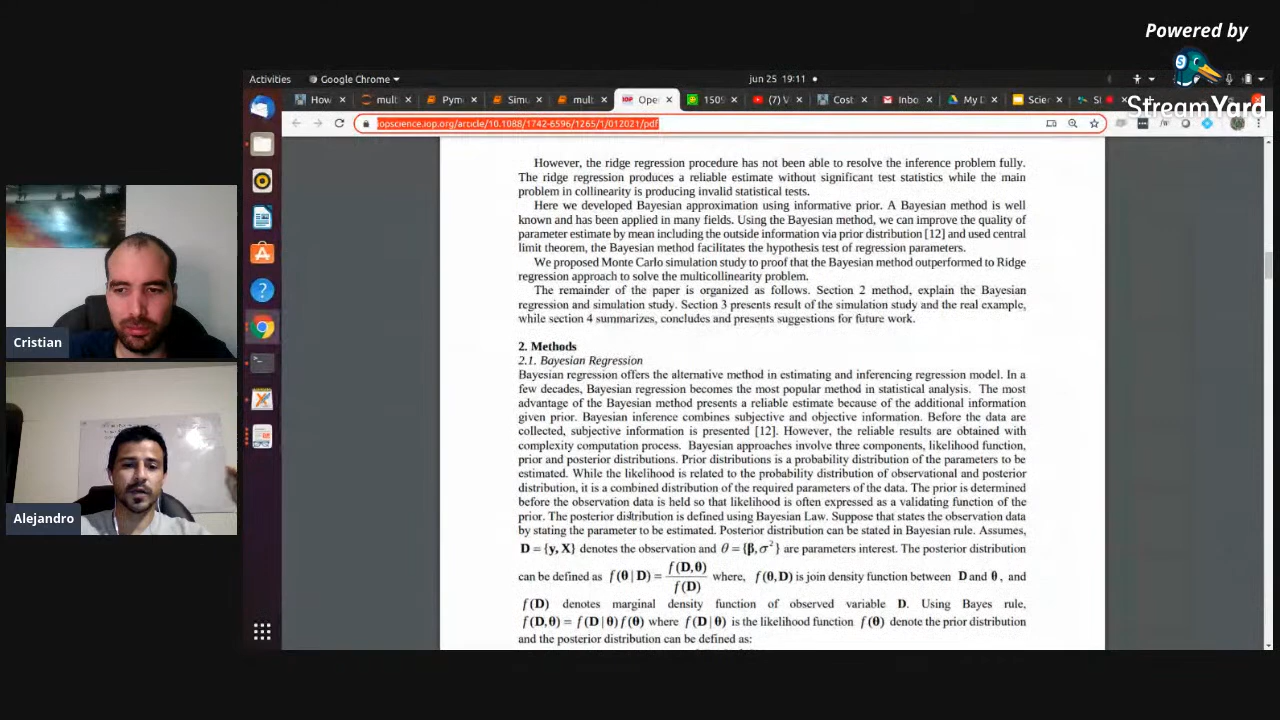 Powered by
StreamYard
Activities
Google Chrome
jun 25 19:11
How
mult
Pym
Simu
mult
IOP
Ope
150
(7)
Cost
Inbo
My D
Scie
iopscience.iop.org/article/10.1088/1742-6596/1265/1/012021/pdf
However, the ridge regression procedure has not been able to resolve the inference problem fully.
The ridge regression produces a reliable estimate without significant test statistics while the main
problem in collinearity is producing invalid statistical tests.
Here we developed Bayesian approximation using informative prior. A Bayesian method is well
known and has been applied in many fields. Using the Bayesian method, we can improve the quality of
parameter estimate by mean including the outside information via prior distribution [12] and used central
limit theorem, the Bayesian method facilitates the hypothesis test of regression parameters.
We proposed Monte Carlo simulation study to proof that the Bayesian method outperformed to Ridge
regression approach to solve the multicollinearity problem.
The remainder of the paper is organized as follows. Section 2 method, explain the Bayesian
regression and simulation study. Section 3 presents result of the simulation study and the real example,
while section 4 summarizes, concludes and presents suggestions for future work.
2. Methods
2.1. Bayesian Regression
Bayesian regression offers the alternative method in estimating and inferencing regression model. In a
few decades, Bayesian regression becomes the most popular method in statistical analysis. The most
advantage of the Bayesian method presents a reliable estimate because of the additional information
given prior. Bayesian inference combines subjective and objective information. Before the data are
collected, subjective information is presented [12]. However, the reliable results are obtained with
complexity computation process. Bayesian approaches involve three components, likelihood function,
prior and posterior distributions. Prior distributions is a probability distribution of the parameters to be
estimated. While the likelihood is related to the probability distribution of observational and posterior
distribution, it is a combined distribution of the required parameters of the data. The prior is determined
before the observation data is held so that likelihood is often expressed as a validating function of the
prior. The posterior distribution is defined using Bayesian Law. Suppose that states the observation data
by stating the parameter to be estimated. Posterior distribution can be stated in Bayesian rule. Assumes,
D = {y, X} denotes the observation and θ = {β, σ²} are parameters interest. The posterior distribution
can be defined as f(θ | D) = f(D,θ) / f(D) where, f(θ,D) is join density function between D and θ, and
f(D) denotes marginal density function of observed variable D. Using Bayes rule,
f(D,θ) = f(D | θ) f(θ) where f(D | θ) is the likelihood function f(θ) denote the prior distribution
and the posterior distribution can be defined as:
Cristian
Alejandro